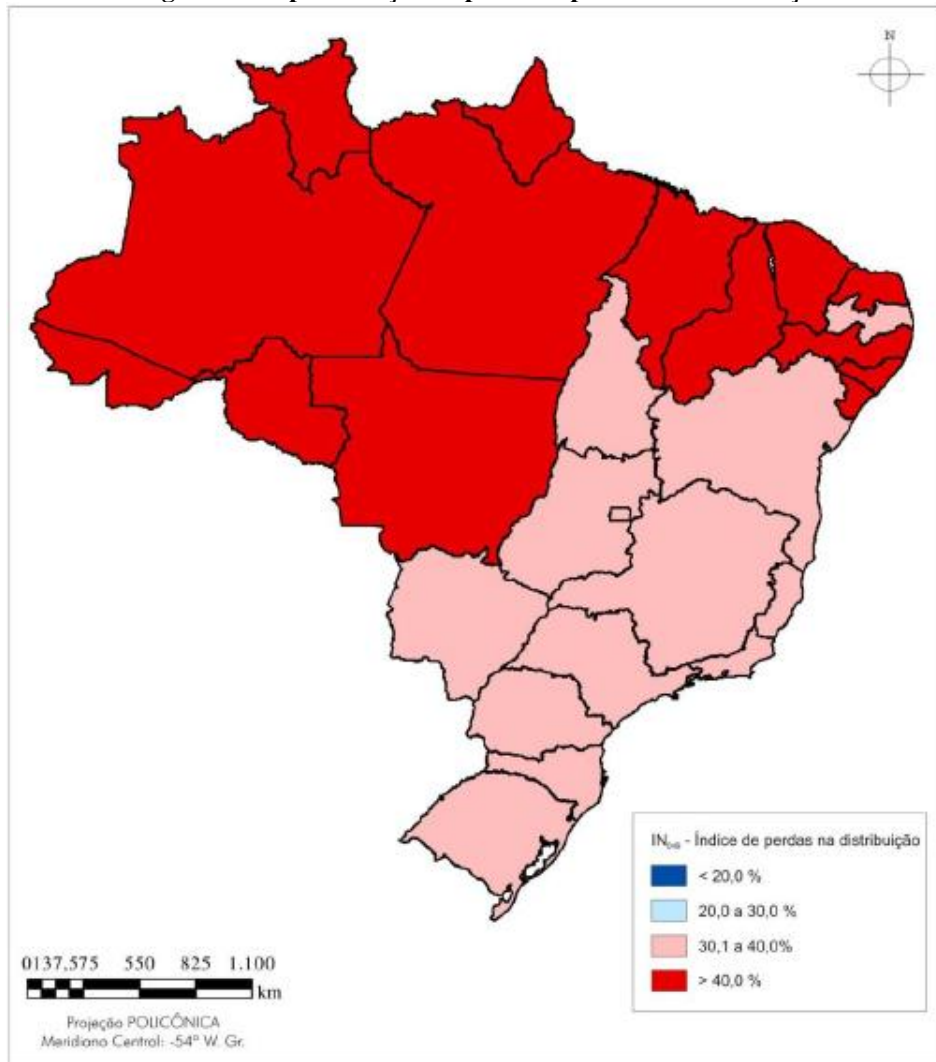 N
IN₀₄₉ - Índice de perdas na distribuição
< 20,0 %
20,0 a 30,0 %
30,1 a 40,0%
> 40,0 %
0137,575 550 825 1.100
km
Projeção POLICÔNICA
Meridiano Central: -54º W. Gr.